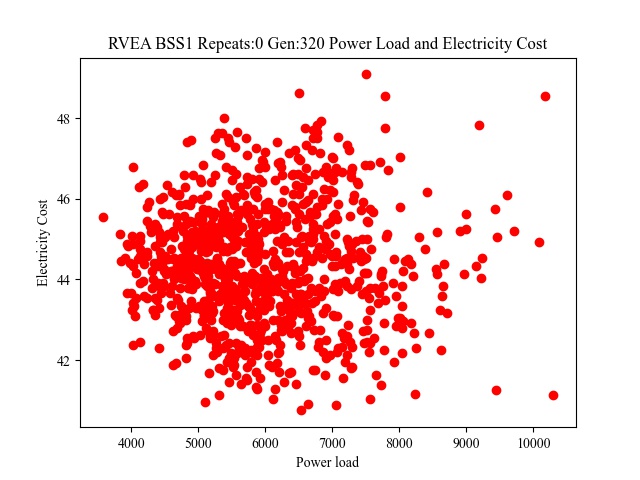 RVEA BSS1 Repeats:0 Gen:320 Power Load and Electricity Cost
48
46
44
42
Electricity Cost
4000 5000 6000 7000 8000 9000 10000
Power load